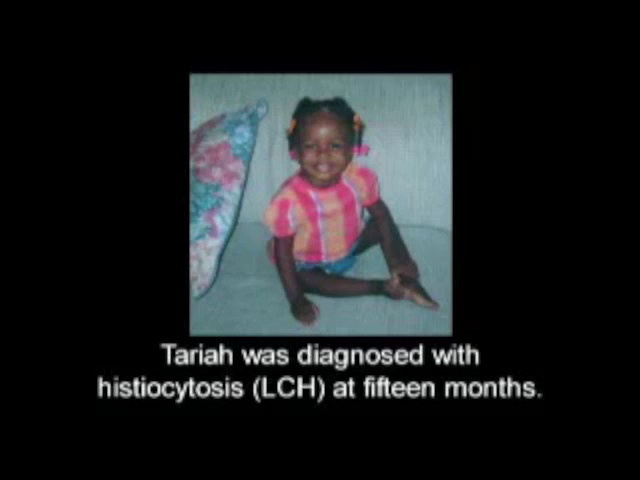 Tariah was diagnosed with
histiocytosis (LCH) at fifteen months.